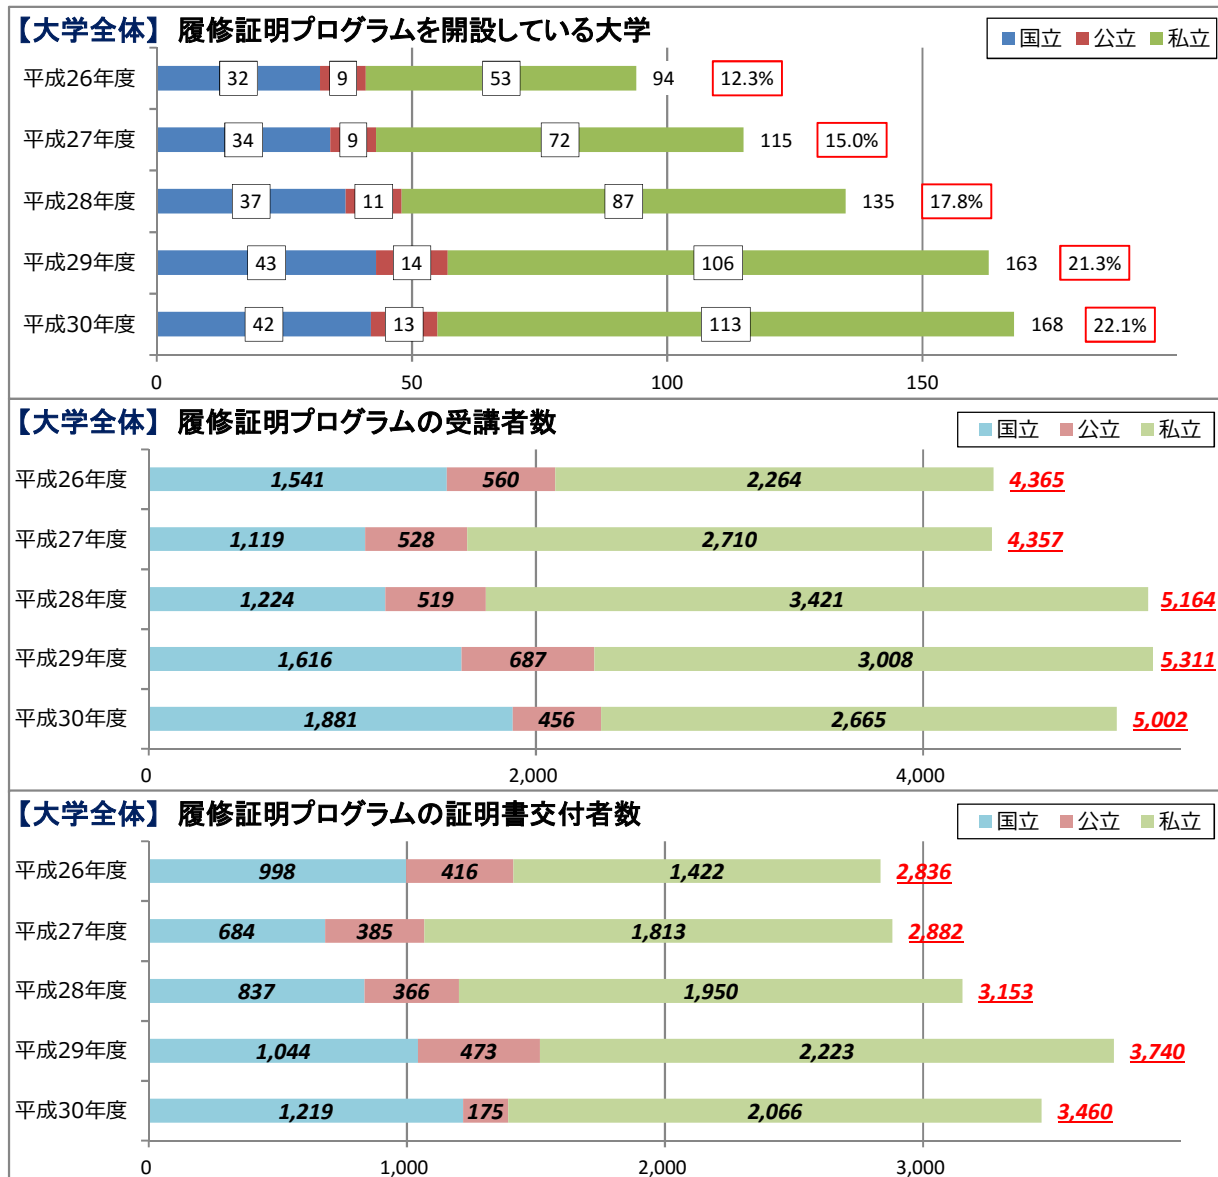 【大学全体】 履修証明プログラムを開設している大学
国立 公立 私立
平成26年度 32 9 53 94 12.3%
平成27年度 34 9 72 115 15.0%
平成28年度 37 11 87 135 17.8%
平成29年度 43 14 106 163 21.3%
平成30年度 42 13 113 168 22.1%
0 50 100 150
【大学全体】 履修証明プログラムの受講者数
国立 公立 私立
平成26年度 1,541 560 2,264 4,365
平成27年度 1,119 528 2,710 4,357
平成28年度 1,224 519 3,421 5,164
平成29年度 1,616 687 3,008 5,311
平成30年度 1,881 456 2,665 5,002
0 2,000 4,000
【大学全体】 履修証明プログラムの証明書交付者数
国立 公立 私立
平成26年度 998 416 1,422 2,836
平成27年度 684 385 1,813 2,882
平成28年度 837 366 1,950 3,153
平成29年度 1,044 473 2,223 3,740
平成30年度 1,219 175 2,066 3,460
0 1,000 2,000 3,000